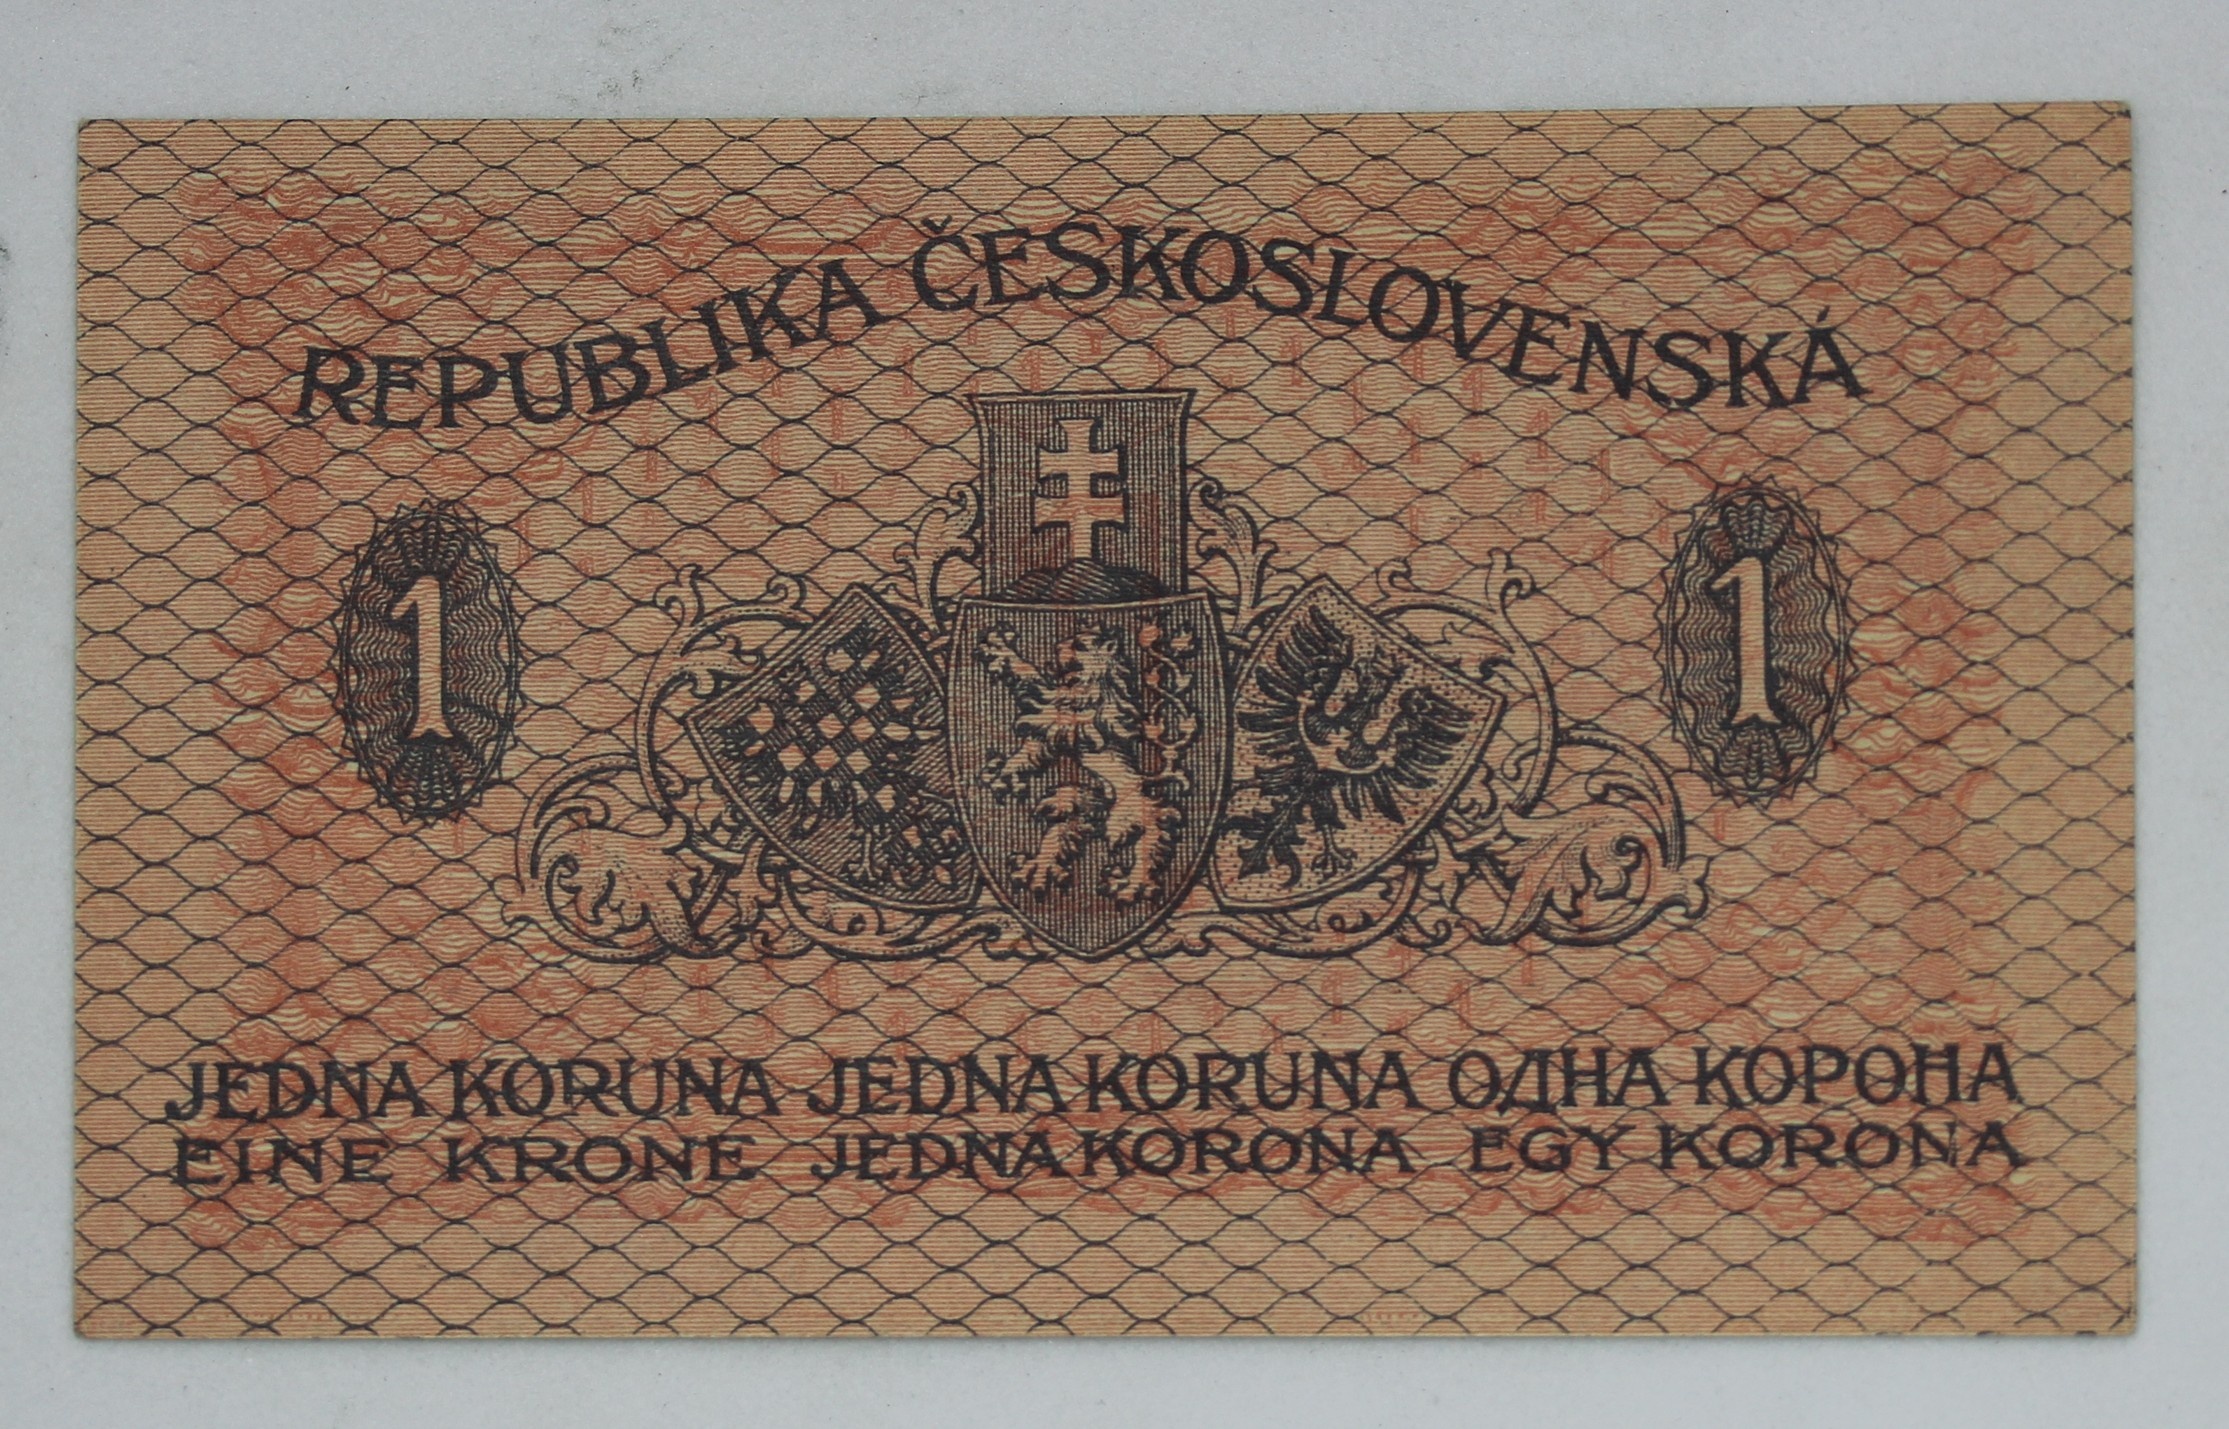 REPUBLIKA ČESKOSLOVENSKÁ
1 1
JEDNA KORUNA JEDNA KORUNA ОДНА КОРОНА
EINE KRONE JEDNA KORONA EGY KORONA